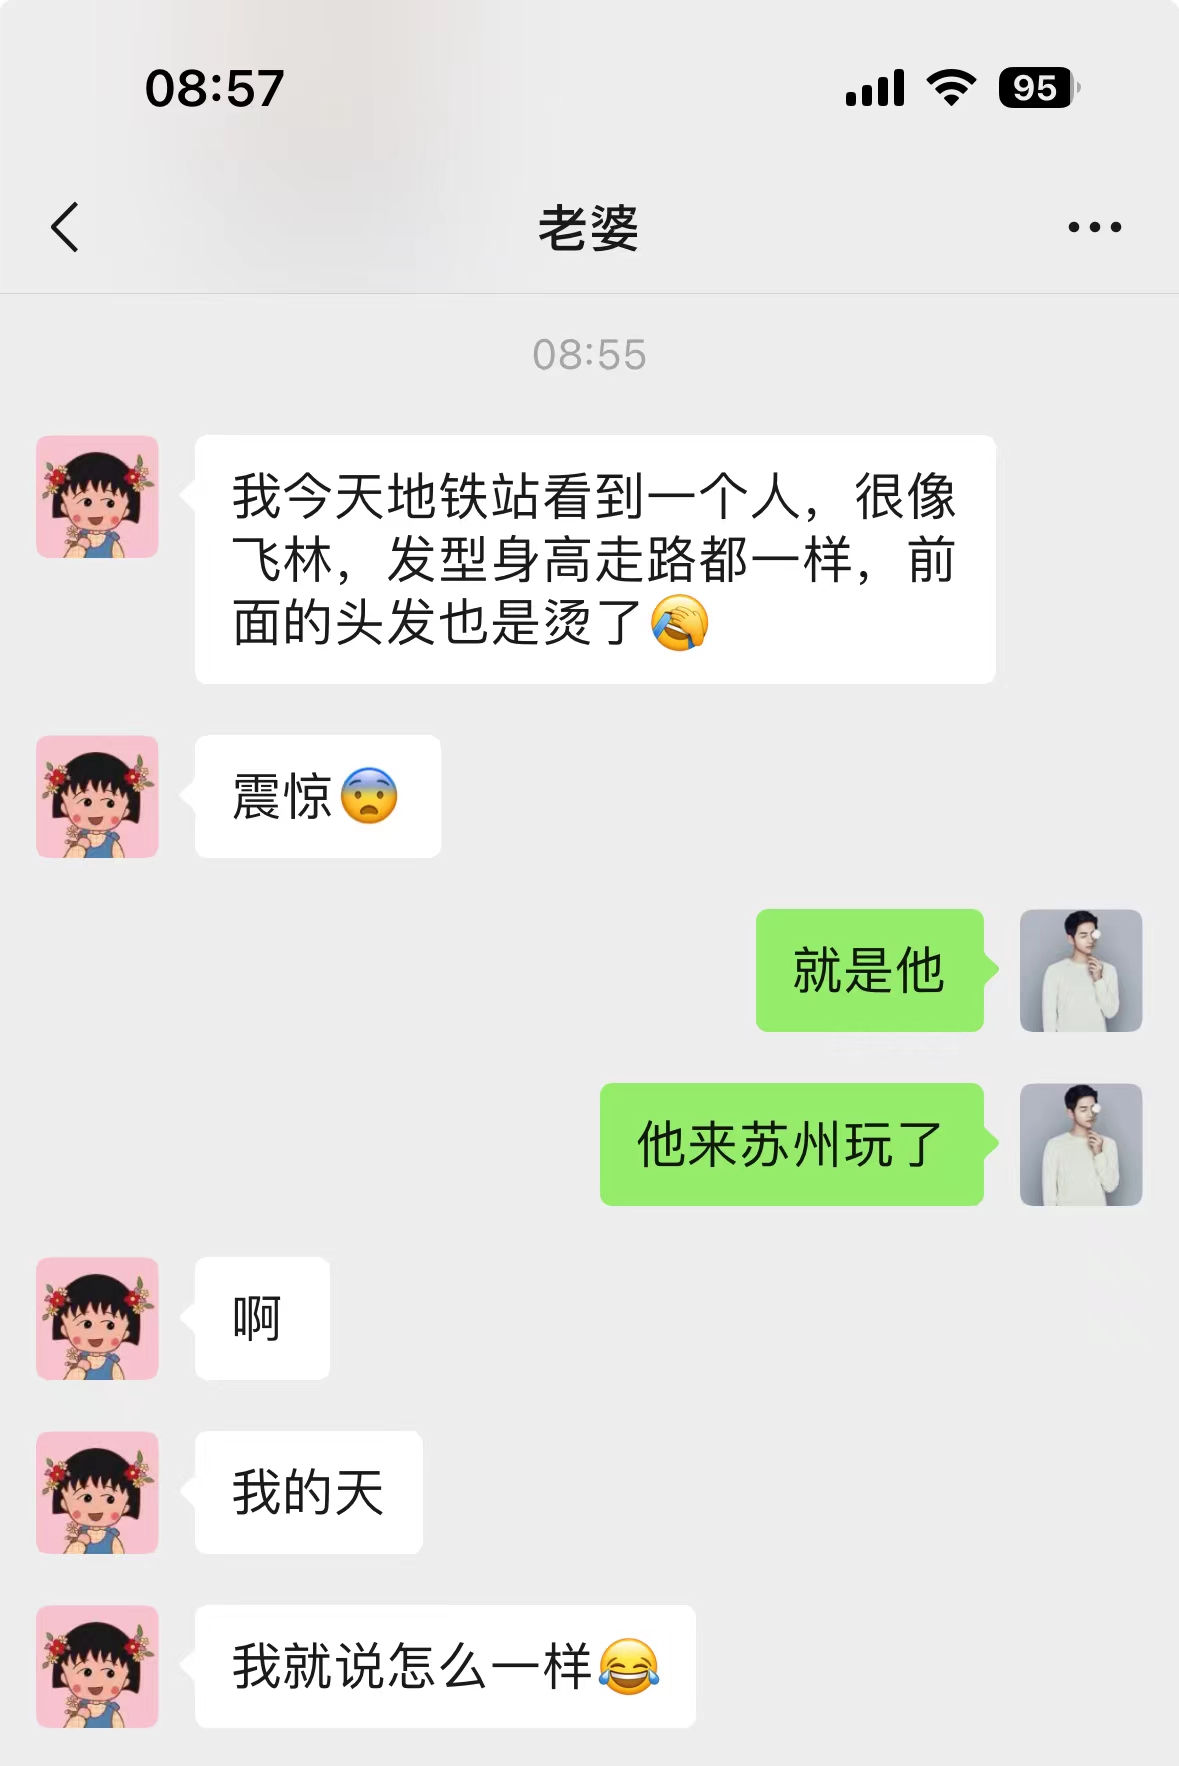 08:57
95
老婆
08:55
我今天地铁站看到一个人，很像
飞林，发型身高走路都一样，前
面的头发也是烫了🤦
震惊😨
就是他
他来苏州玩了
啊
我的天
我就说怎么一样😂